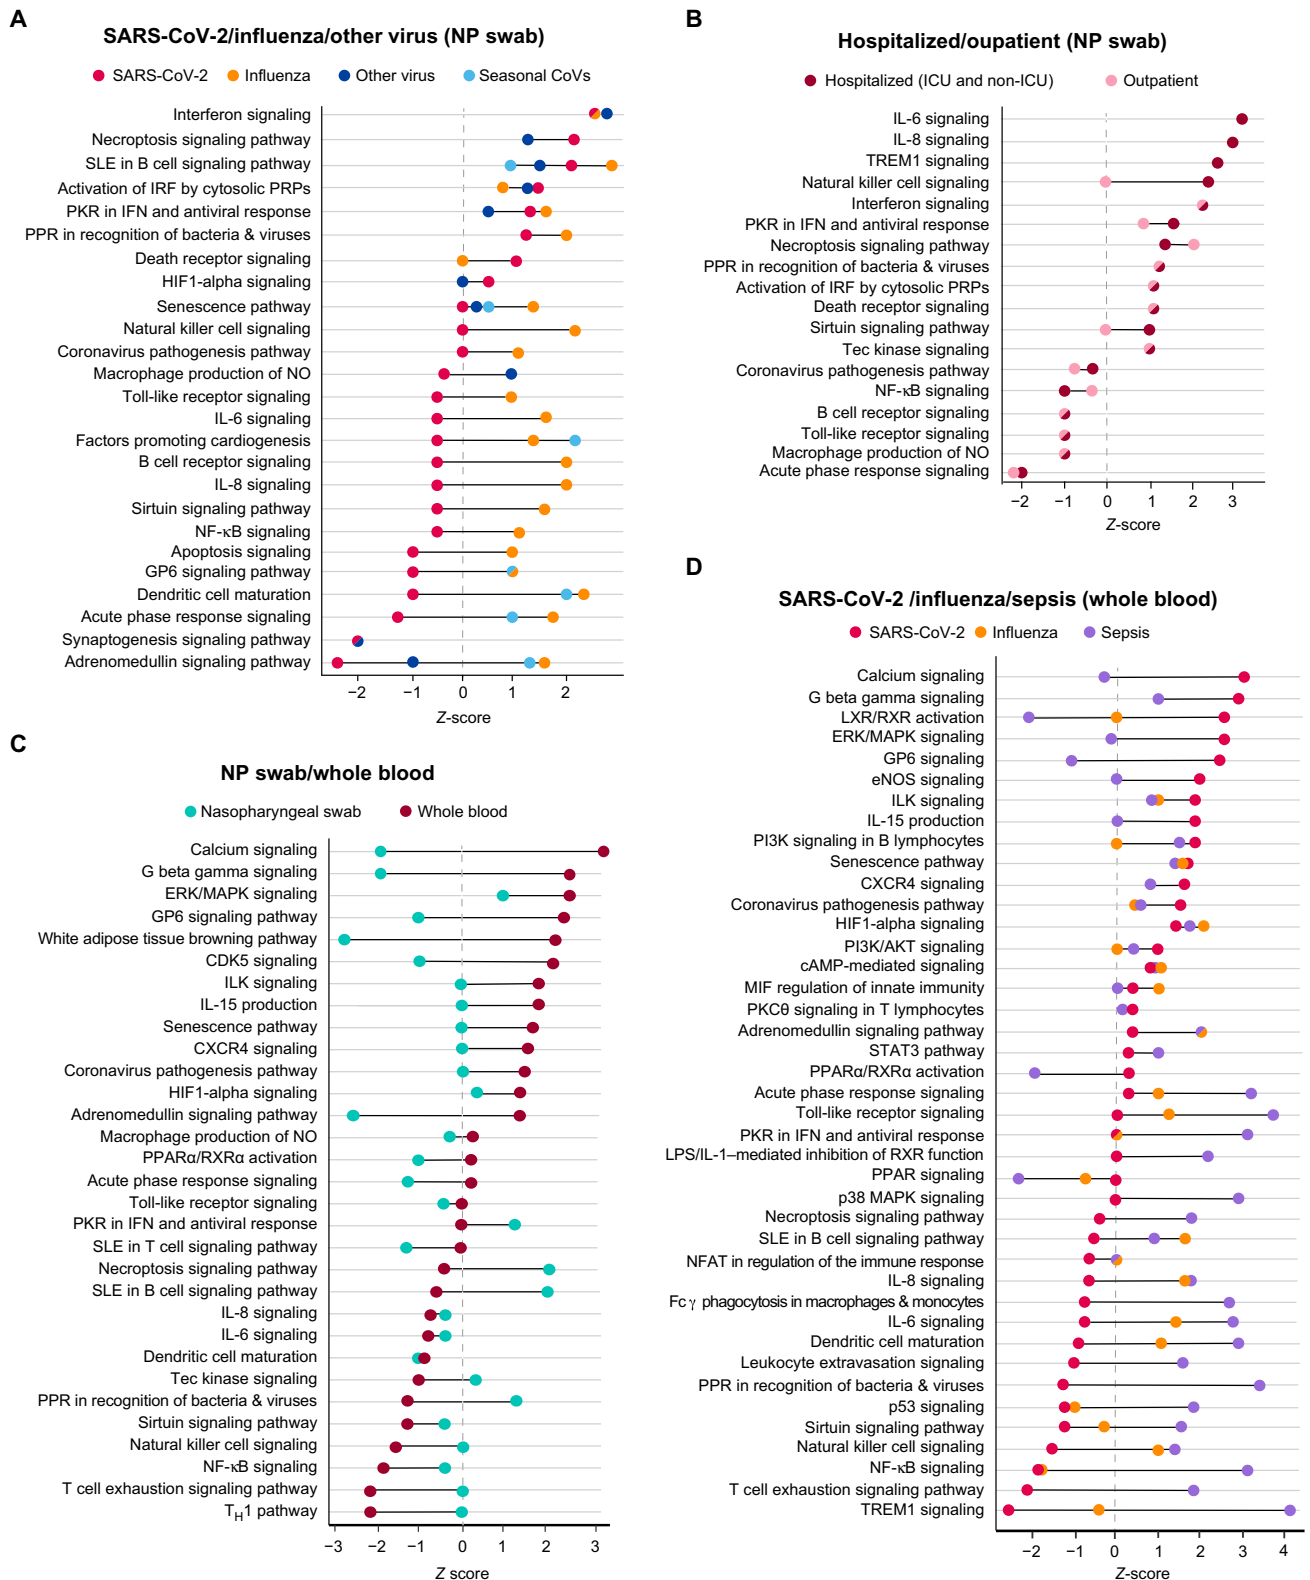 A
SARS-CoV-2/influenza/other virus (NP swab)
SARS-CoV-2
Influenza
Other virus
Seasonal CoVs
Interferon signaling
Necroptosis signaling pathway
SLE in B cell signaling pathway
Activation of IRF by cytosolic PRPs
PKR in IFN and antiviral response
PPR in recognition of bacteria & viruses
Death receptor signaling
HIF1-alpha signaling
Senescence pathway
Natural killer cell signaling
Coronavirus pathogenesis pathway
Macrophage production of NO
Toll-like receptor signaling
IL-6 signaling
Factors promoting cardiogenesis
B cell receptor signaling
IL-8 signaling
Sirtuin signaling pathway
NF-κB signaling
Apoptosis signaling
GP6 signaling pathway
Dendritic cell maturation
Acute phase response signaling
Synaptogenesis signaling pathway
Adrenomedullin signaling pathway
−2 −1 0 1 2
Z-score
B
Hospitalized/oupatient (NP swab)
Hospitalized (ICU and non-ICU)
Outpatient
IL-6 signaling
IL-8 signaling
TREM1 signaling
Natural killer cell signaling
Interferon signaling
PKR in IFN and antiviral response
Necroptosis signaling pathway
PPR in recognition of bacteria & viruses
Activation of IRF by cytosolic PRPs
Death receptor signaling
Sirtuin signaling pathway
Tec kinase signaling
Coronavirus pathogenesis pathway
NF-κB signaling
B cell receptor signaling
Toll-like receptor signaling
Macrophage production of NO
Acute phase response signaling
−2 −1 0 1 2 3
Z-score
C
NP swab/whole blood
Nasopharyngeal swab
Whole blood
Calcium signaling
G beta gamma signaling
ERK/MAPK signaling
GP6 signaling pathway
White adipose tissue browning pathway
CDK5 signaling
ILK signaling
IL-15 production
Senescence pathway
CXCR4 signaling
Coronavirus pathogenesis pathway
HIF1-alpha signaling
Adrenomedullin signaling pathway
Macrophage production of NO
PPARα/RXRα activation
Acute phase response signaling
Toll-like receptor signaling
PKR in IFN and antiviral response
SLE in T cell signaling pathway
Necroptosis signaling pathway
SLE in B cell signaling pathway
IL-8 signaling
IL-6 signaling
Dendritic cell maturation
Tec kinase signaling
PPR in recognition of bacteria & viruses
Sirtuin signaling pathway
Natural killer cell signaling
NF-κB signaling
T cell exhaustion signaling pathway
TH1 pathway
−3 −2 −1 0 1 2 3
Z score
D
SARS-CoV-2 /influenza/sepsis (whole blood)
SARS-CoV-2
Influenza
Sepsis
Calcium signaling
G beta gamma signaling
LXR/RXR activation
ERK/MAPK signaling
GP6 signaling
eNOS signaling
ILK signaling
IL-15 production
PI3K signaling in B lymphocytes
Senescence pathway
CXCR4 signaling
Coronavirus pathogenesis pathway
HIF1-alpha signaling
PI3K/AKT signaling
cAMP-mediated signaling
MIF regulation of innate immunity
PKCθ signaling in T lymphocytes
Adrenomedullin signaling pathway
STAT3 pathway
PPARα/RXRα activation
Acute phase response signaling
Toll-like receptor signaling
PKR in IFN and antiviral response
LPS/IL-1–mediated inhibition of RXR function
PPAR signaling
p38 MAPK signaling
Necroptosis signaling pathway
SLE in B cell signaling pathway
NFAT in regulation of the immune response
IL-8 signaling
Fc γ phagocytosis in macrophages & monocytes
IL-6 signaling
Dendritic cell maturation
Leukocyte extravasation signaling
PPR in recognition of bacteria & viruses
p53 signaling
Sirtuin signaling pathway
Natural killer cell signaling
NF-κB signaling
T cell exhaustion signaling pathway
TREM1 signaling
−2 −1 0 1 2 3 4
Z-score